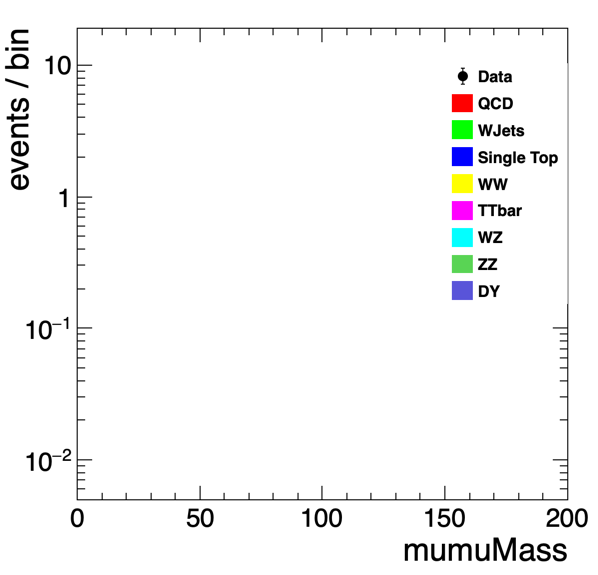 events / bin
10
1
10⁻¹
10⁻²
0 50 100 150 200
mumuMass
Data
QCD
WJets
Single Top
WW
TTbar
WZ
ZZ
DY